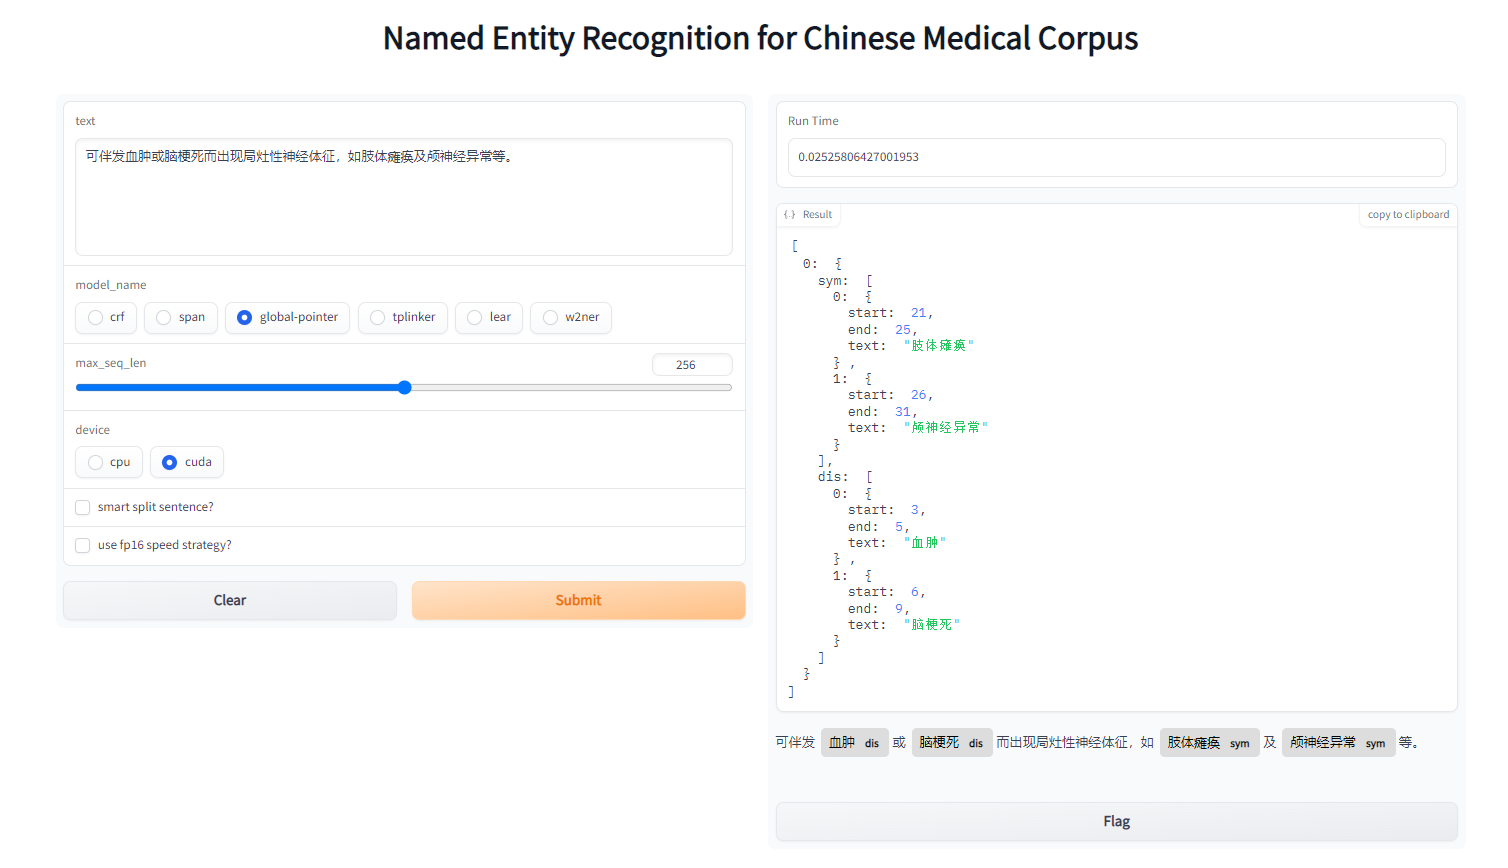 Named Entity Recognition for Chinese Medical Corpus
text
可伴发血肿或脑梗死而出现局灶性神经体征，如肢体瘫痪及颅神经异常等。
model_name
crf span global-pointer tplinker lear w2ner
max_seq_len 256
device
cpu cuda
smart split sentence?
use fp16 speed strategy?
Clear Submit
Run Time
0.02525806427001953
{.} Result copy to clipboard
[
0: {
sym: [
0: {
start: 21,
end: 25,
text: "肢体瘫痪"
} ,
1: {
start: 26,
end: 31,
text: "颅神经异常"
}
],
dis: [
0: {
start: 3,
end: 5,
text: "血肿"
} ,
1: {
start: 6,
end: 9,
text: "脑梗死"
}
]
}
]
可伴发 血肿 dis 或 脑梗死 dis 而出现局灶性神经体征，如 肢体瘫痪 sym 及 颅神经异常 sym 等。
Flag